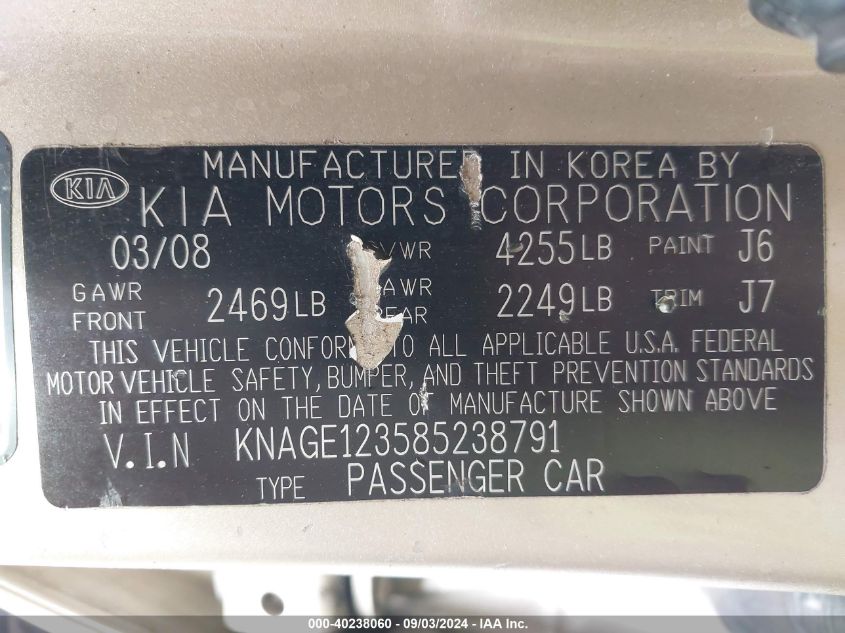 MANUFACTURED IN KOREA BY
KIA
KIA MOTORS CORPORATION
03/08 4255LB PAINT J6
GAWR FRONT 2469LB 2249LB TRIM J7
THIS VEHICLE TO ALL APPLICABLE U.S.A. FEDERAL
MOTOR VEHICLE SAFETY, BUMPER, AND THEFT PREVENTION STANDARDS
IN EFFECT ON THE DATE OF MANUFACTURE SHOWN ABOVE
V.I.N KNAGE123585238791
TYPE PASSENGER CAR
000-40238060 - 09/03/2024 - IAA Inc.